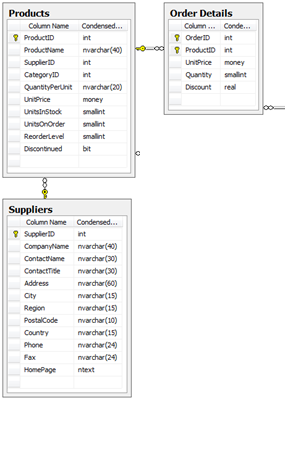 Products
Column Name Condensed...
ProductID int
ProductName nvarchar(40)
SupplierID int
CategoryID int
QuantityPerUnit nvarchar(20)
UnitPrice money
UnitsInStock smallint
UnitsOnOrder smallint
ReorderLevel smallint
Discontinued bit
Order Details
Column ... Condensed...
OrderID int
ProductID int
UnitPrice money
Quantity smallint
Discount real
Suppliers
Column Name Condensed...
SupplierID int
CompanyName nvarchar(40)
ContactName nvarchar(30)
ContactTitle nvarchar(30)
Address nvarchar(60)
City nvarchar(15)
Region nvarchar(15)
PostalCode nvarchar(10)
Country nvarchar(15)
Phone nvarchar(24)
Fax nvarchar(24)
HomePage ntext